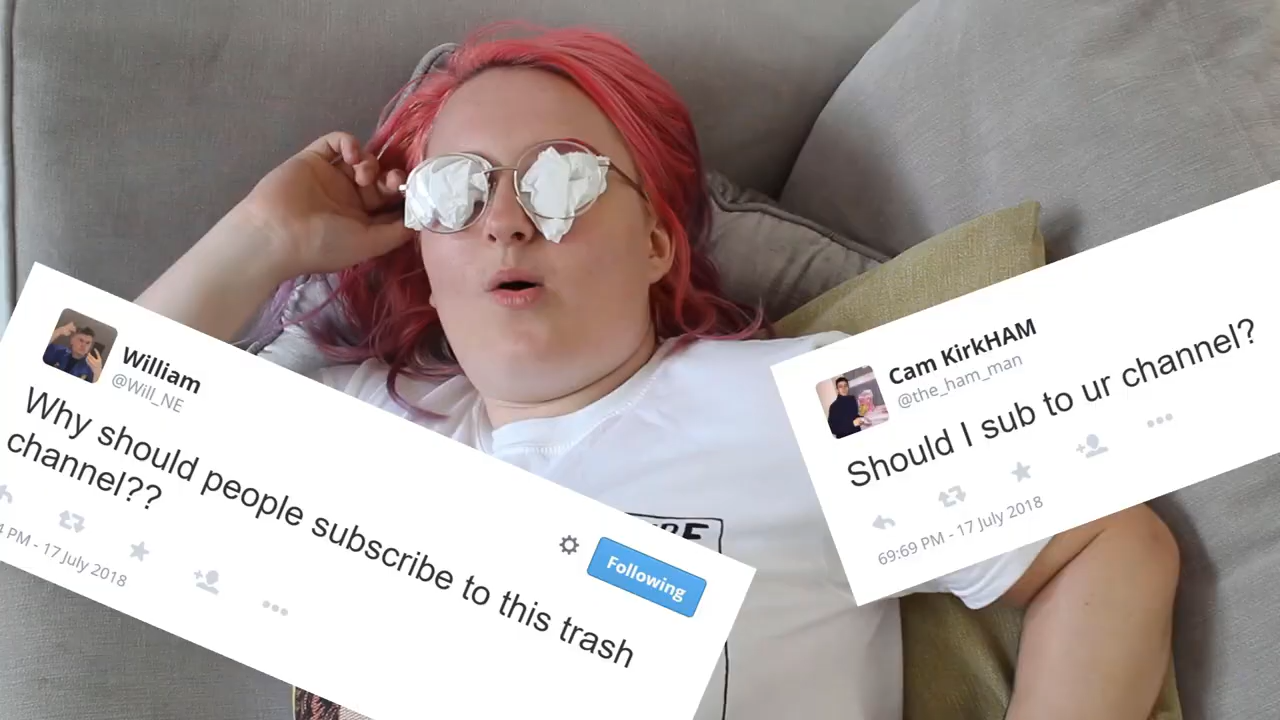 William
@Will_NE
Why should people subscribe to this trash
channel??
4 PM - 17 July 2018
Following
Cam KirkHAM
@the_ham_man
Should I sub to ur channel?
69:69 PM - 17 July 2018